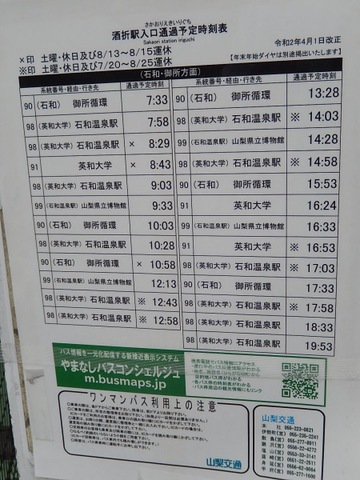 さかおりえきいりぐち
酒折駅入口通過予定時刻表
Sakaori station iriguchi
×印 土曜・休日及び8/13～8/15運休
※印 土曜・休日及び7/20～8/25運休
令和2年4月1日改正
【年末年始ダイヤは別途掲出いたします】
(石和・御所方面)
系統番号・経由・行き先 通過予定時刻 系統番号・経由・行き先 通過予定時刻
90 (石和) 御所循環 7:33
98 (英和大学) 石和温泉駅 7:58
98 (英和大学) 石和温泉駅 × 8:29
91 英和大学 × 8:43
98 (英和大学) 石和温泉駅 9:03
99 (石和温泉駅) 山梨県立博物館 9:33
90 (石和) 御所循環 10:03
98 (英和大学) 石和温泉駅 10:28
90 (石和) 御所循環 × 10:58
99 (石和温泉駅) 山梨県立博物館 12:13
98 (英和大学) 石和温泉駅 ※ 12:43
98 (英和大学) 石和温泉駅 ※ 12:58
90 (石和) 御所循環 13:28
98 (英和大学) 石和温泉駅 ※ 14:03
99 (石和温泉駅) 山梨県立博物館 14:28
98 (英和大学) 石和温泉駅 ※ 14:58
90 (石和) 御所循環 15:53
91 英和大学 16:24
99 (石和温泉駅) 山梨県立博物館 16:33
91 英和大学 ※ 16:53
98 (英和大学) 石和温泉駅 ※ 17:03
90 (石和) 御所循環 17:33
98 (英和大学) 石和温泉駅 ※ 17:58
98 (英和大学) 石和温泉駅 18:33
98 (英和大学) 石和温泉駅 19:53
バス情報を一元化配信する新接近表示システム
やまなしバスコンシェルジュ
m.busmaps.jp
ワンマンバス利用上の注意
山梨交通
山梨交通